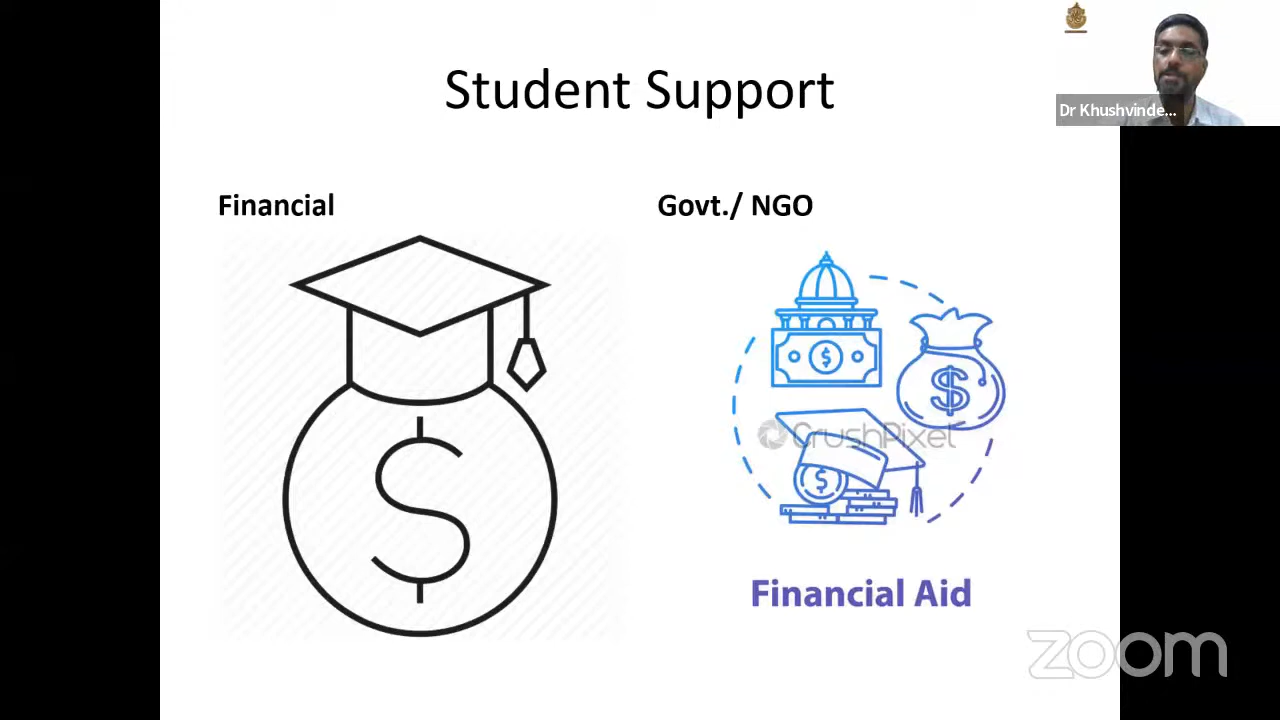 Student Support
Dr Khushvinde...
Financial
Govt./ NGO
$
$
$
$
CrushPixel
Financial Aid
zoom